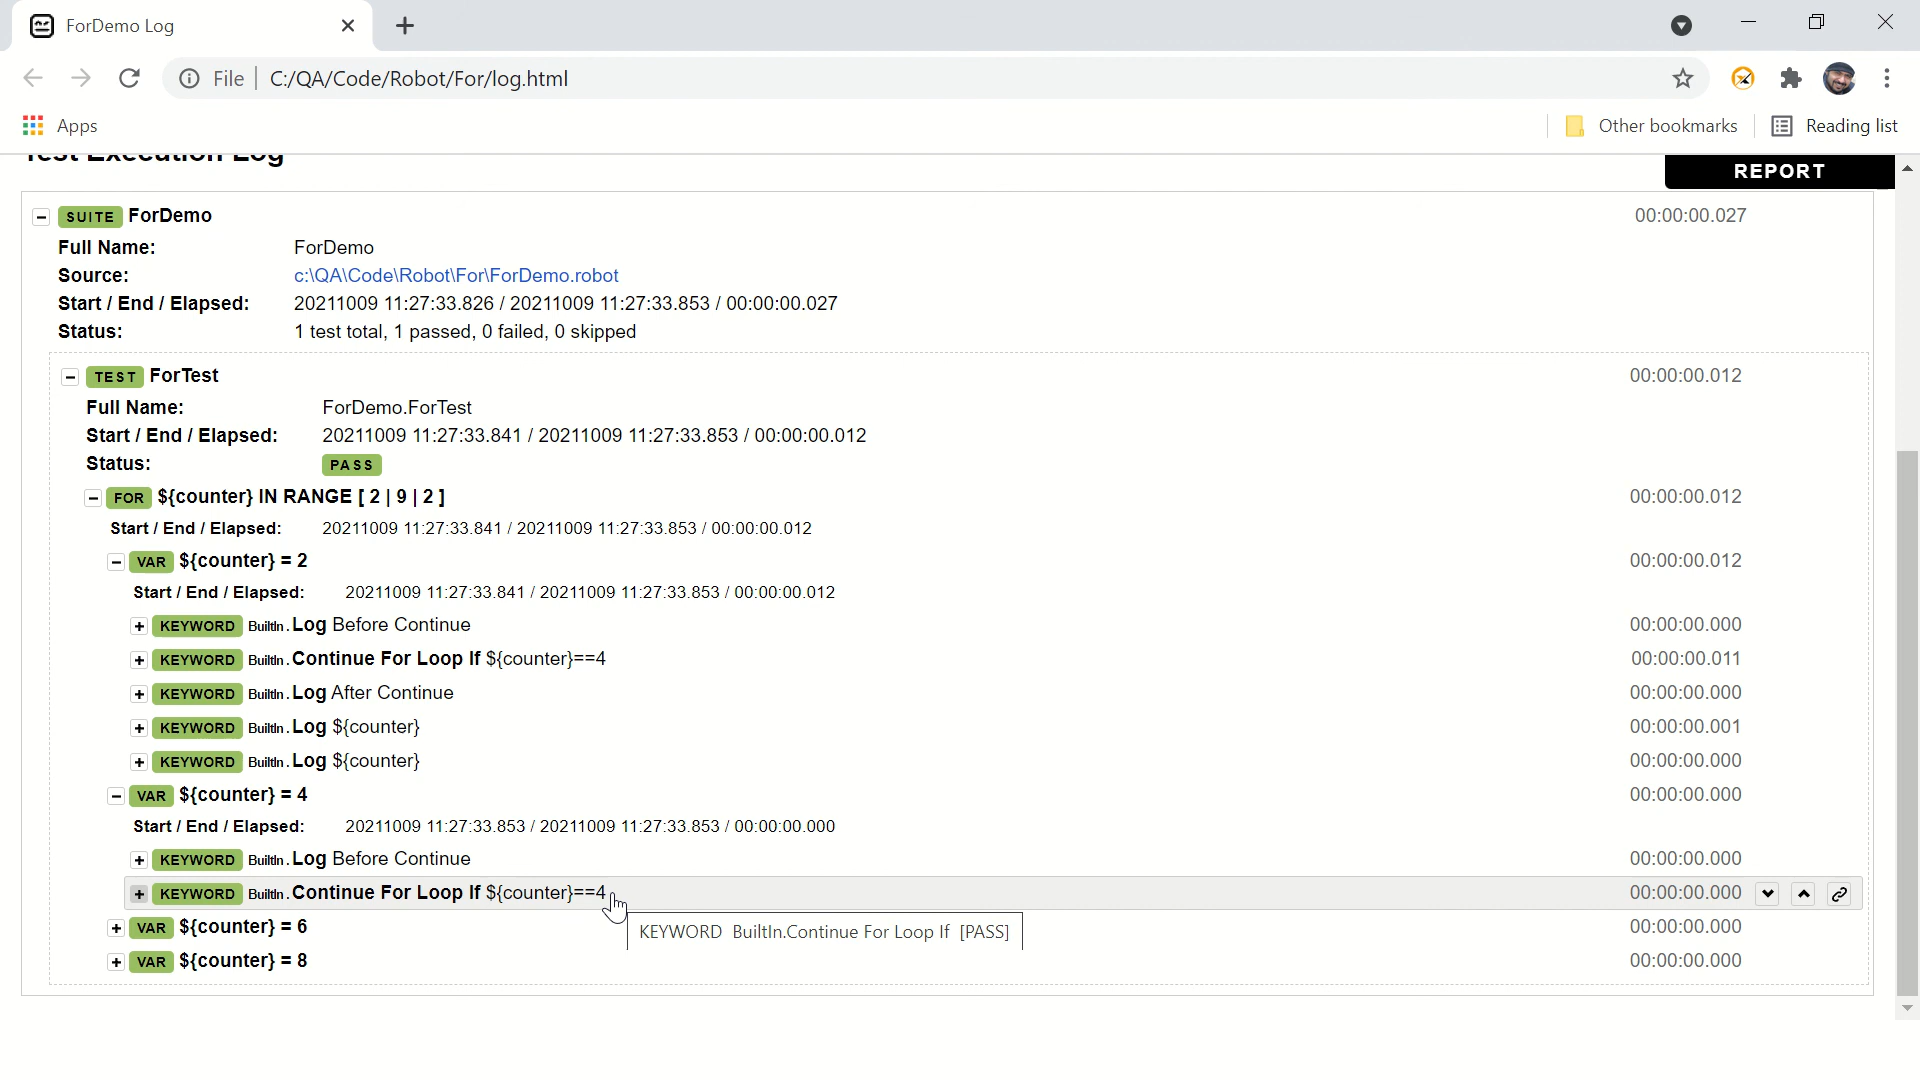 ForDemo Log
File C:/QA/Code/Robot/For/log.html
Apps Other bookmarks Reading list
Test Execution Log
REPORT
SUITE ForDemo 00:00:00.027
Full Name: ForDemo
Source: c:\QA\Code\Robot\For\ForDemo.robot
Start / End / Elapsed: 20211009 11:27:33.826 / 20211009 11:27:33.853 / 00:00:00.027
Status: 1 test total, 1 passed, 0 failed, 0 skipped
TEST ForTest 00:00:00.012
Full Name: ForDemo.ForTest
Start / End / Elapsed: 20211009 11:27:33.841 / 20211009 11:27:33.853 / 00:00:00.012
Status: PASS
FOR ${counter} IN RANGE [ 2 | 9 | 2 ] 00:00:00.012
Start / End / Elapsed: 20211009 11:27:33.841 / 20211009 11:27:33.853 / 00:00:00.012
VAR ${counter} = 2 00:00:00.012
Start / End / Elapsed: 20211009 11:27:33.841 / 20211009 11:27:33.853 / 00:00:00.012
KEYWORD BuiltIn.Log Before Continue 00:00:00.000
KEYWORD BuiltIn.Continue For Loop If ${counter}==4 00:00:00.011
KEYWORD BuiltIn.Log After Continue 00:00:00.000
KEYWORD BuiltIn.Log ${counter} 00:00:00.001
KEYWORD BuiltIn.Log ${counter} 00:00:00.000
VAR ${counter} = 4 00:00:00.000
Start / End / Elapsed: 20211009 11:27:33.853 / 20211009 11:27:33.853 / 00:00:00.000
KEYWORD BuiltIn.Log Before Continue 00:00:00.000
KEYWORD BuiltIn.Continue For Loop If ${counter}==4 00:00:00.000
VAR ${counter} = 6 00:00:00.000
KEYWORD BuiltIn.Continue For Loop If [PASS]
VAR ${counter} = 8 00:00:00.000